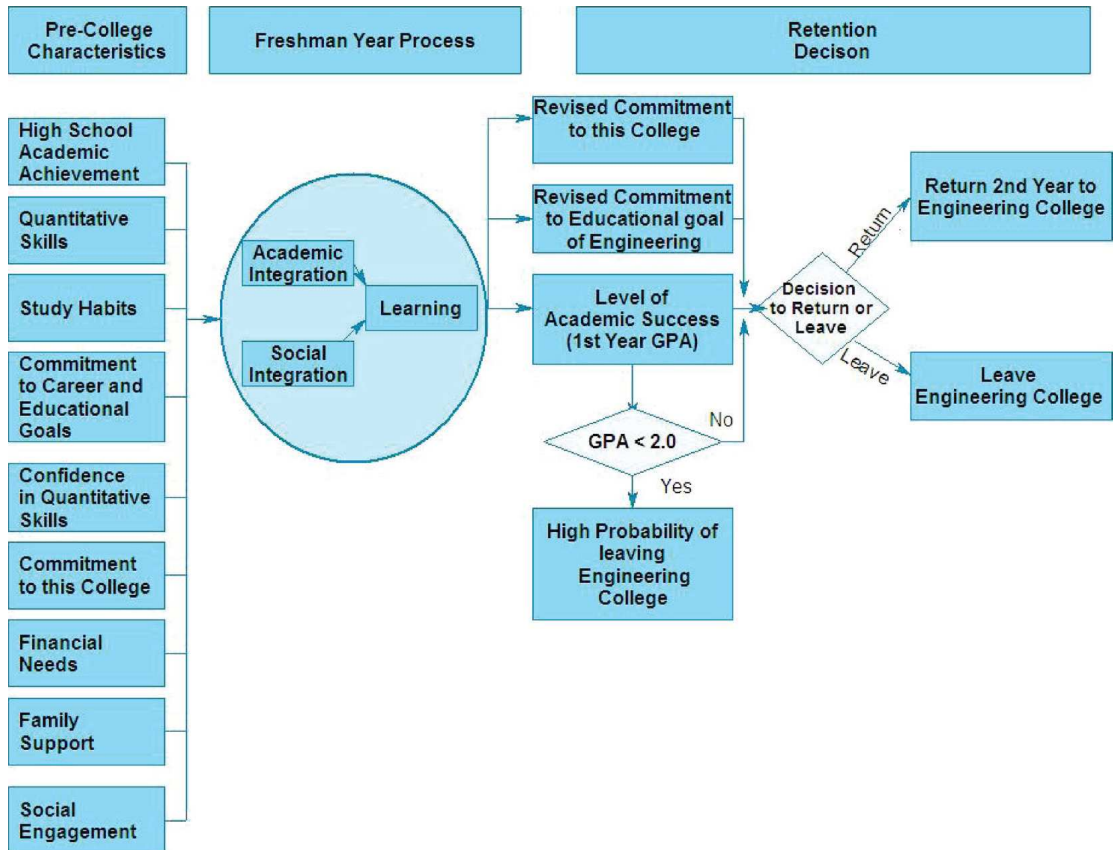 Pre-College
Characteristics
Freshman Year Process
Retention
Decison
High School
Academic
Achievement
Quantitative
Skills
Study Habits
Commitment
to Career and
Educational
Goals
Confidence
in Quantitative
Skills
Commitment
to this College
Financial
Needs
Family
Support
Social
Engagement
Academic
Integration
Learning
Social
Integration
Revised Commitment
to this College
Revised Commitment
to Educational goal
of Engineering
Level of
Academic Success
(1st Year GPA)
GPA < 2.0
No
Yes
High Probability of
leaving
Engineering
College
Decision
to Return or
Leave
Return
Leave
Return 2nd Year to
Engineering College
Leave
Engineering College